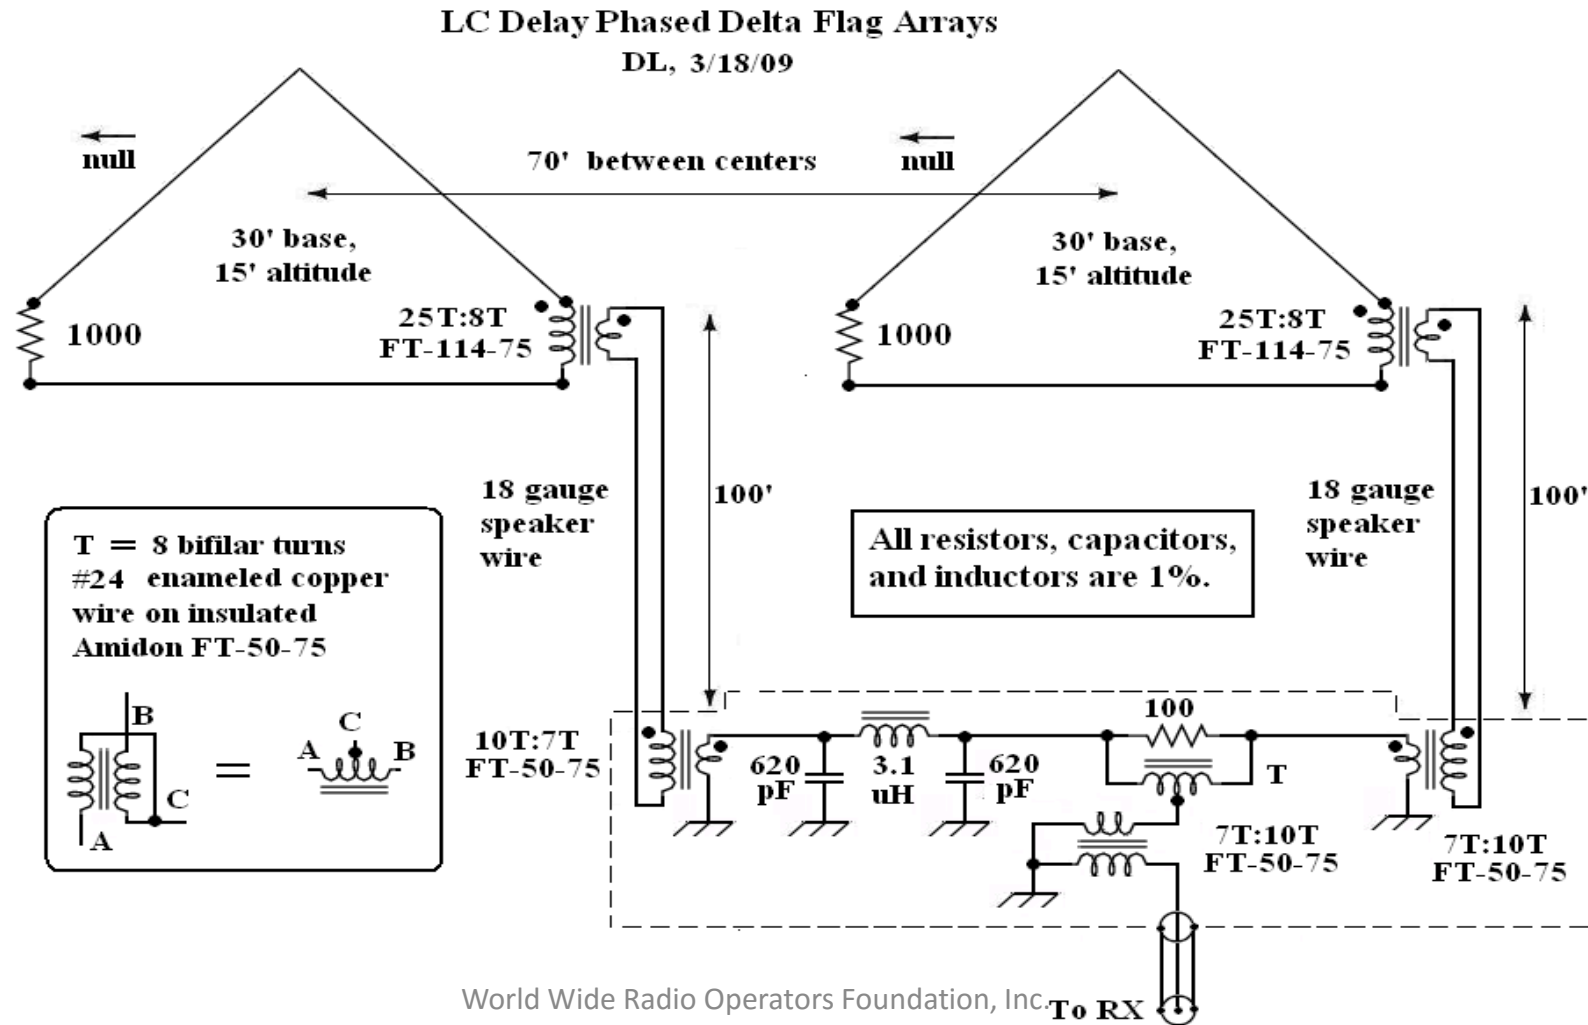 LC Delay Phased Delta Flag Arrays
DL, 3/18/09
null
70' between centers
null
30' base,
15' altitude
30' base,
15' altitude
1000
25T:8T
FT-114-75
1000
25T:8T
FT-114-75
18 gauge
speaker
wire
100'
18 gauge
speaker
wire
100'
All resistors, capacitors,
and inductors are 1%.
T = 8 bifilar turns
#24 enameled copper
wire on insulated
Amidon FT-50-75
B
C
A
=
A
C
B
10T:7T
FT-50-75
620
pF
3.1
uH
620
pF
100
T
7T:10T
FT-50-75
7T:10T
FT-50-75
World Wide Radio Operators Foundation, Inc.
To RX